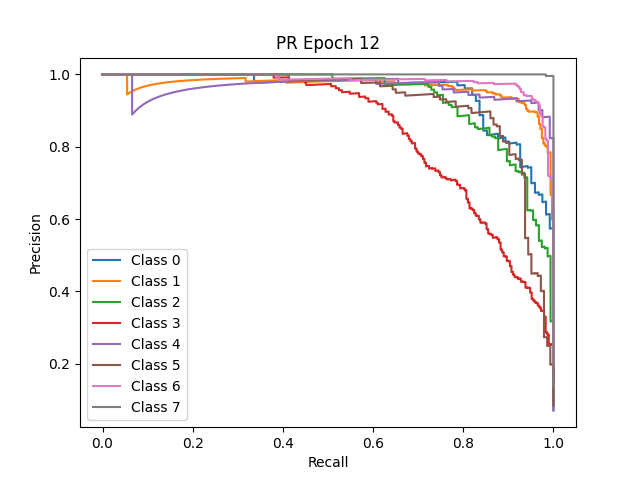 PR Epoch 12
Precision
1.0
0.8
0.6
0.4
0.2
Class 0
Class 1
Class 2
Class 3
Class 4
Class 5
Class 6
Class 7
0.0 0.2 0.4 0.6 0.8 1.0
Recall